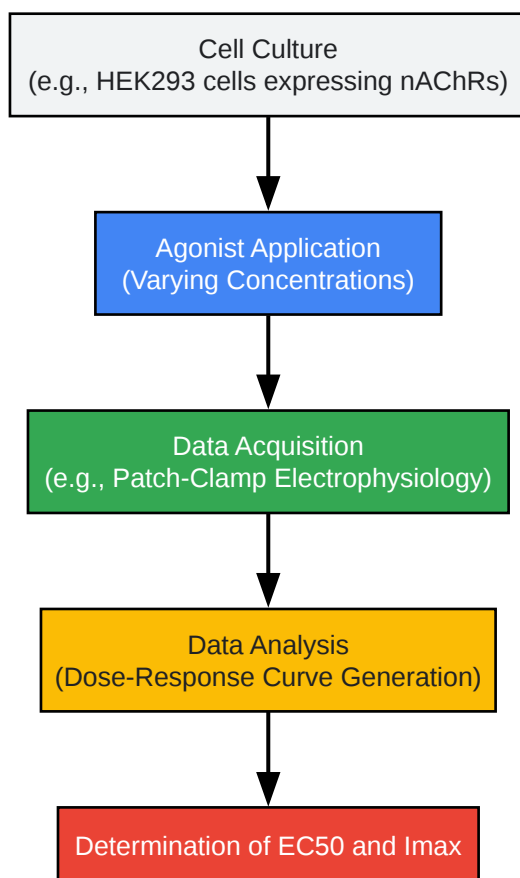 Cell Culture
(e.g., HEK293 cells expressing nAChRs)
Agonist Application
(Varying Concentrations)
Data Acquisition
(e.g., Patch-Clamp Electrophysiology)
Data Analysis
(Dose-Response Curve Generation)
Determination of EC50 and Imax